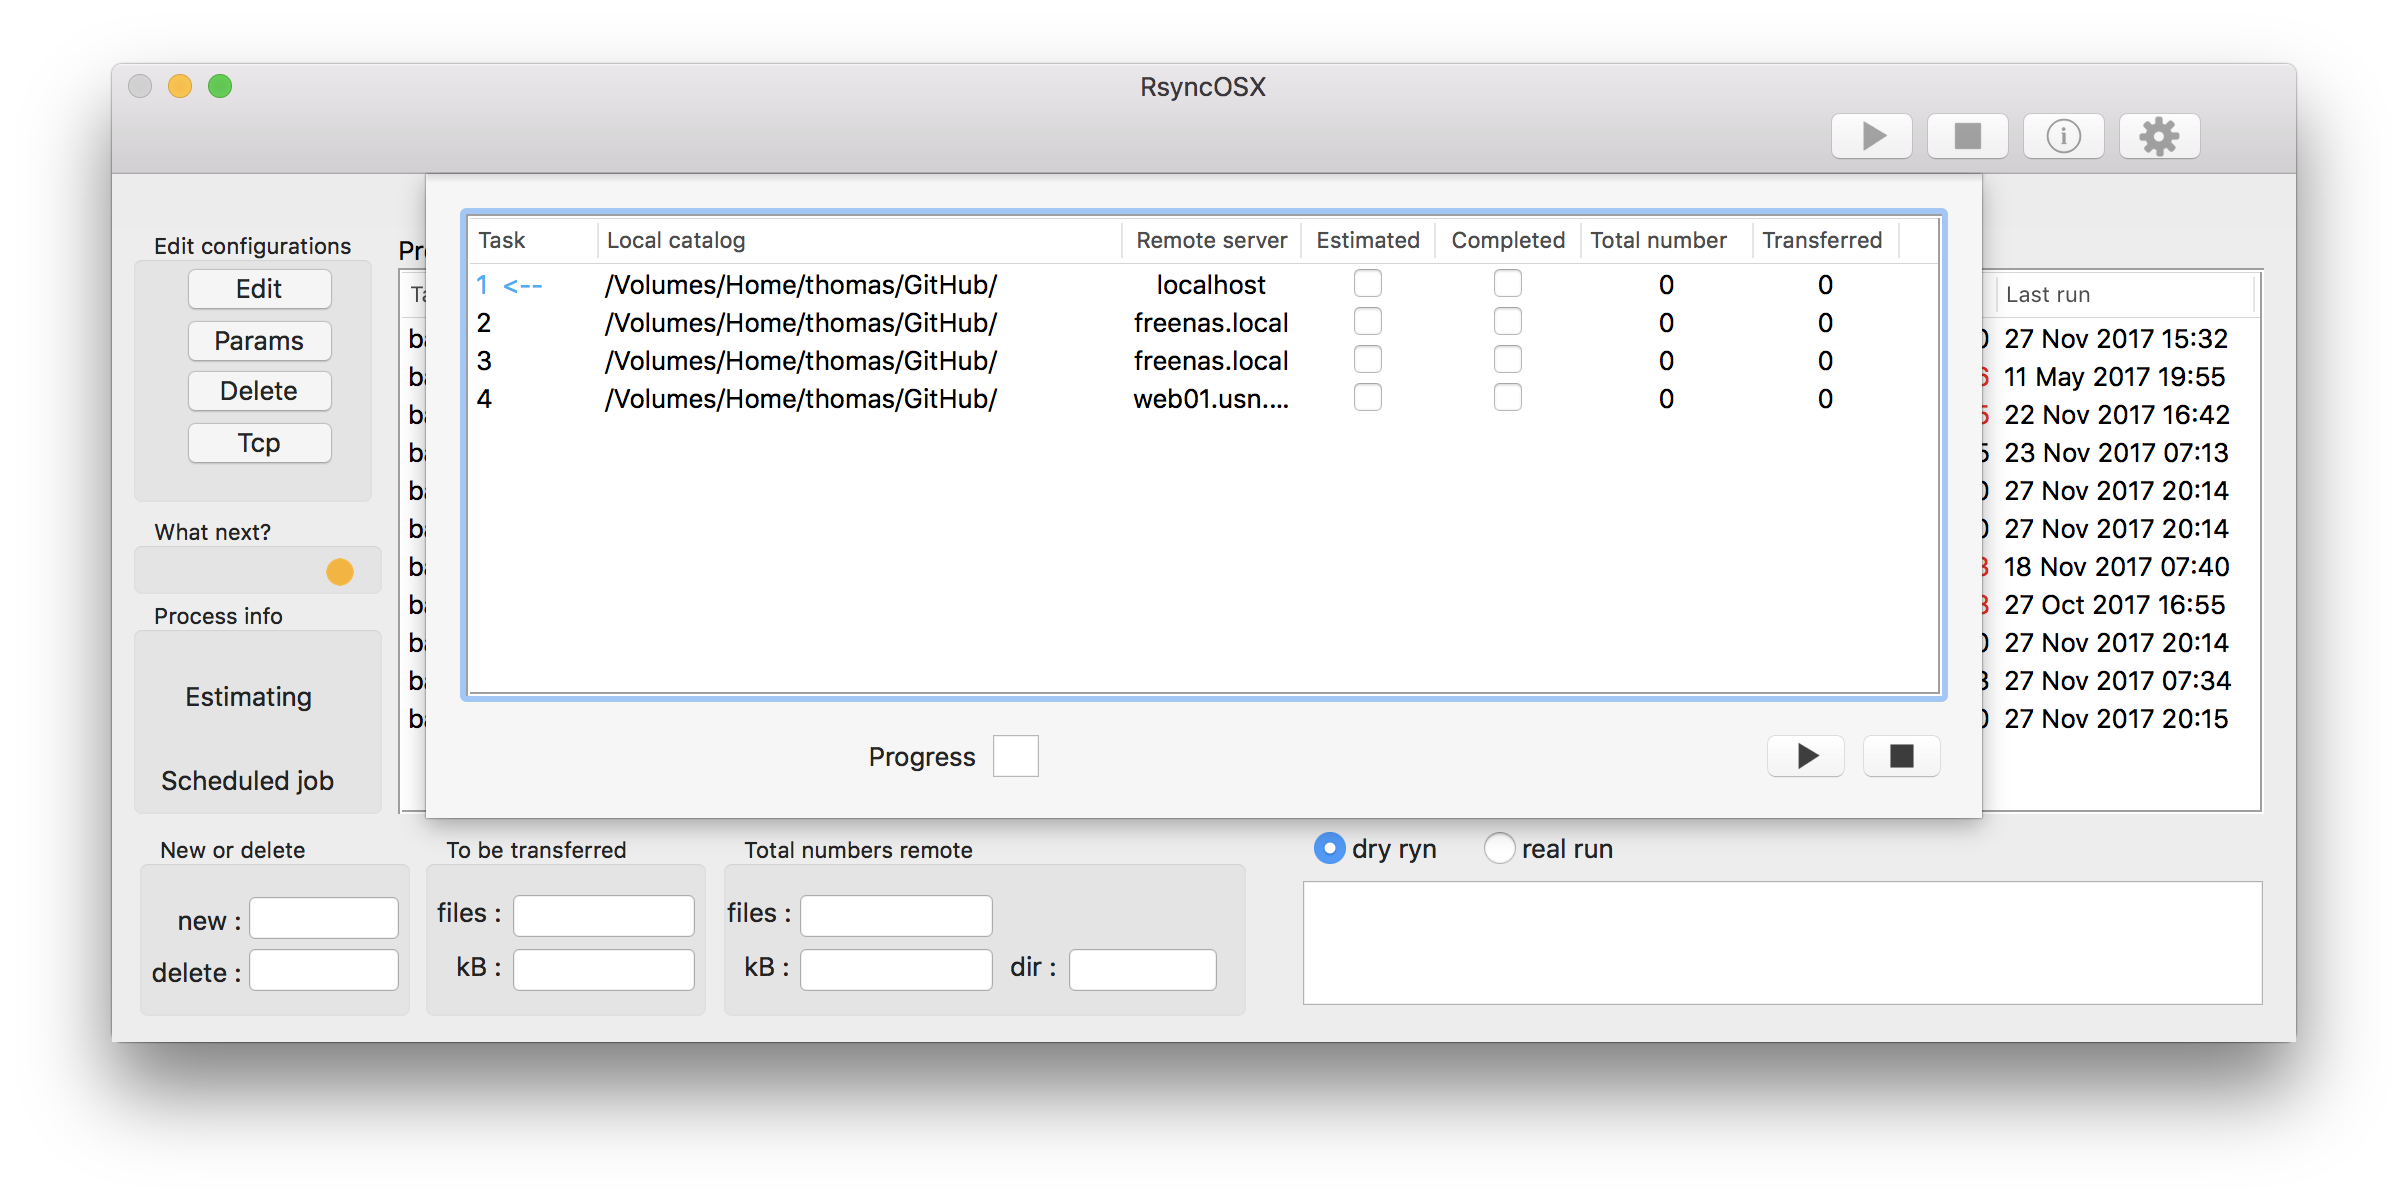 RsyncOSX
Edit configurations
Edit
Params
Delete
Tcp
What next?
Process info
Estimating
Scheduled job
Task Local catalog Remote server Estimated Completed Total number Transferred
1 <-- /Volumes/Home/thomas/GitHub/ localhost 0 0
2 /Volumes/Home/thomas/GitHub/ freenas.local 0 0
3 /Volumes/Home/thomas/GitHub/ freenas.local 0 0
4 /Volumes/Home/thomas/GitHub/ web01.usn.... 0 0
Progress
Last run
27 Nov 2017 15:32
11 May 2017 19:55
22 Nov 2017 16:42
23 Nov 2017 07:13
27 Nov 2017 20:14
27 Nov 2017 20:14
18 Nov 2017 07:40
27 Oct 2017 16:55
27 Nov 2017 20:14
27 Nov 2017 07:34
27 Nov 2017 20:15
New or delete
new :
delete :
To be transferred
files :
kB :
Total numbers remote
files :
kB :
dir :
dry ryn
real run